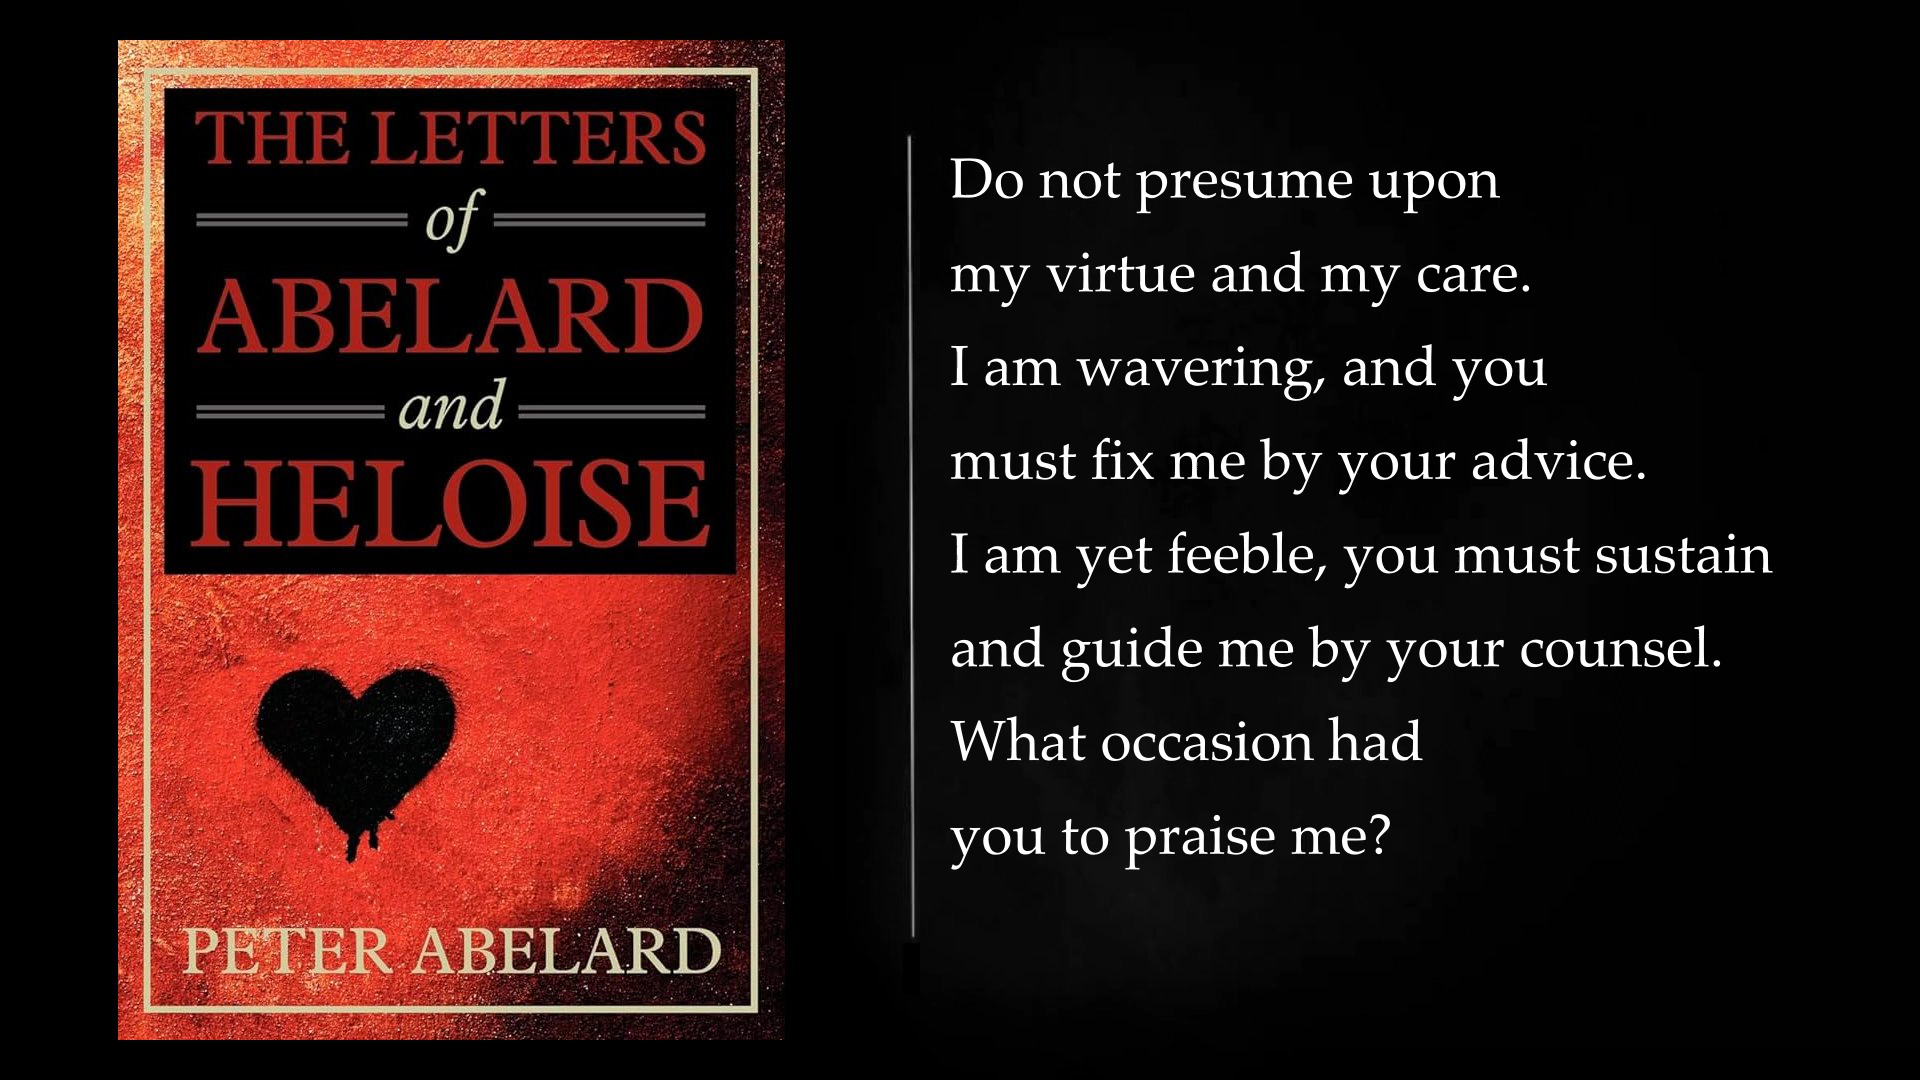 THE LETTERS
of
ABELARD
and
HELOISE
PETER ABELARD
Do not presume upon
my virtue and my care.
I am wavering, and you
must fix me by your advice.
I am yet feeble, you must sustain
and guide me by your counsel.
What occasion had
you to praise me?